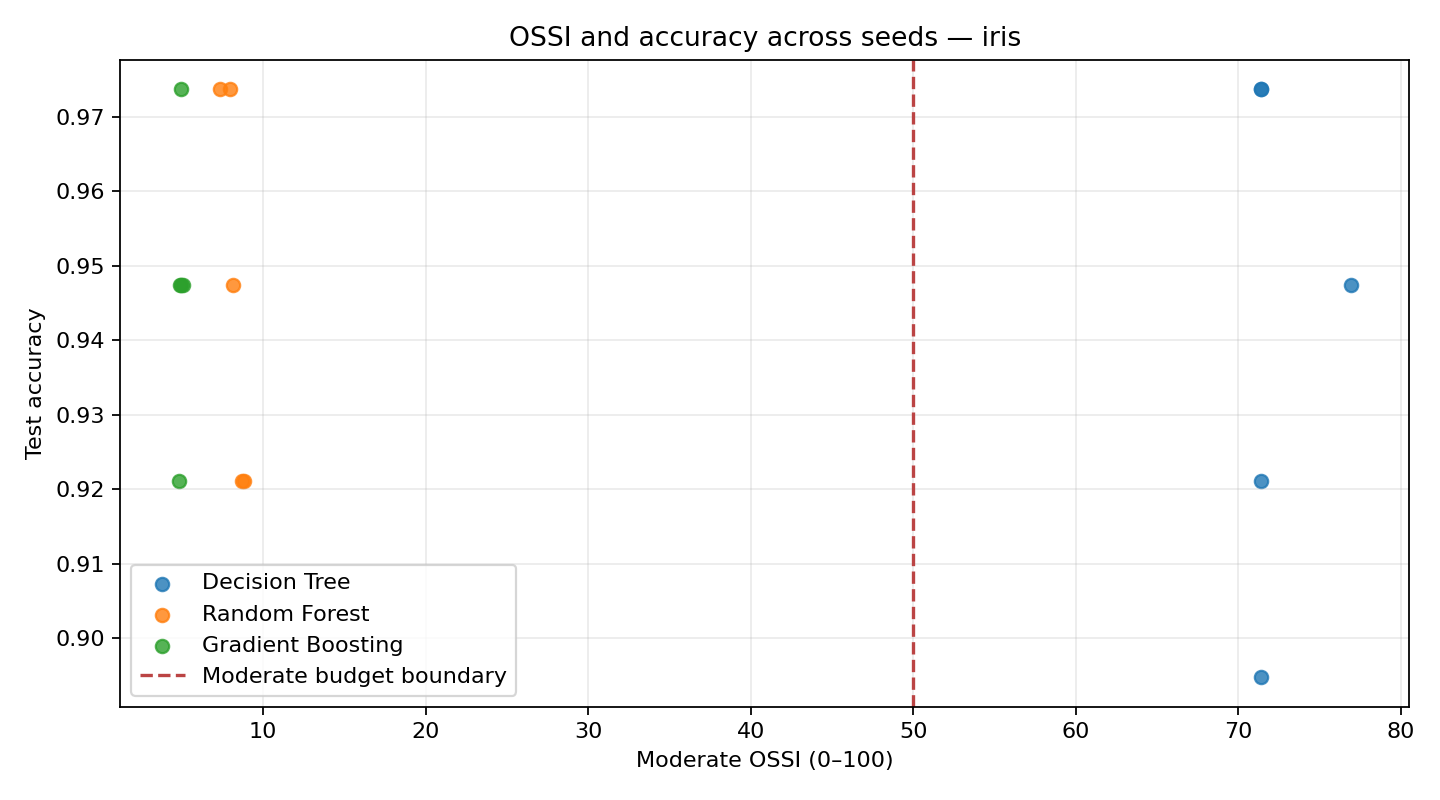 OSSI and accuracy across seeds — iris
Test accuracy
0.97
0.96
0.95
0.94
0.93
0.92
0.91
0.90
Decision Tree
Random Forest
Gradient Boosting
Moderate budget boundary
10 20 30 40 50 60 70 80
Moderate OSSI (0–100)